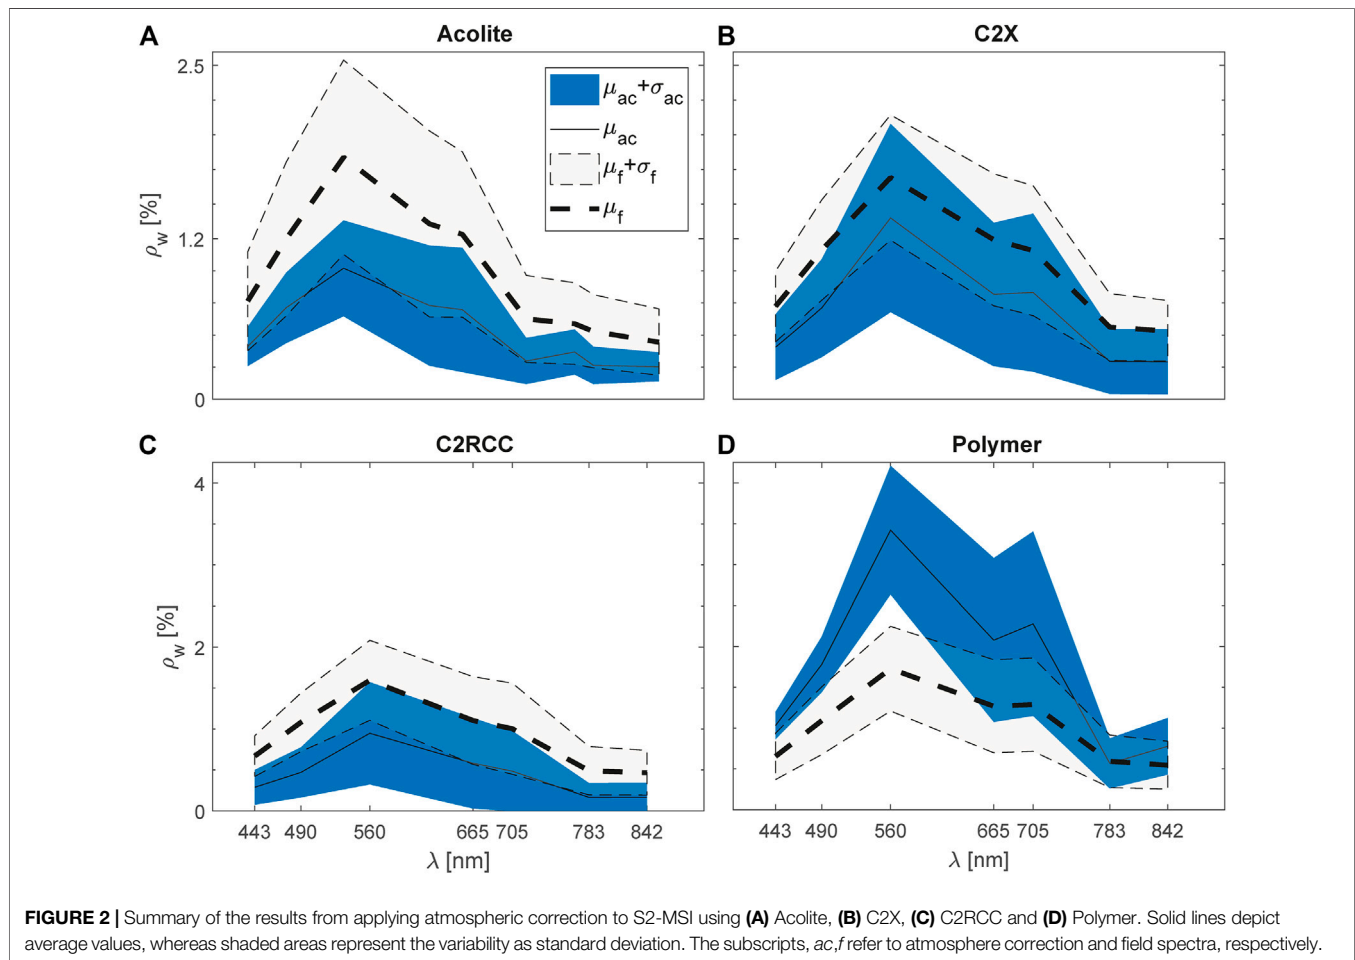 A Acolite
B C2X
2.5
1.2
0
ρw [%]
μac+σac
μac
μf+σf
μf
C C2RCC
D Polymer
4
2
0
ρw [%]
443 490 560 665 705 783 842
443 490 560 665 705 783 842
λ [nm]
λ [nm]
FIGURE 2 | Summary of the results from applying atmospheric correction to S2-MSI using (A) Acolite, (B) C2X, (C) C2RCC and (D) Polymer. Solid lines depict
average values, whereas shaded areas represent the variability as standard deviation. The subscripts, ac,f refer to atmosphere correction and field spectra, respectively.